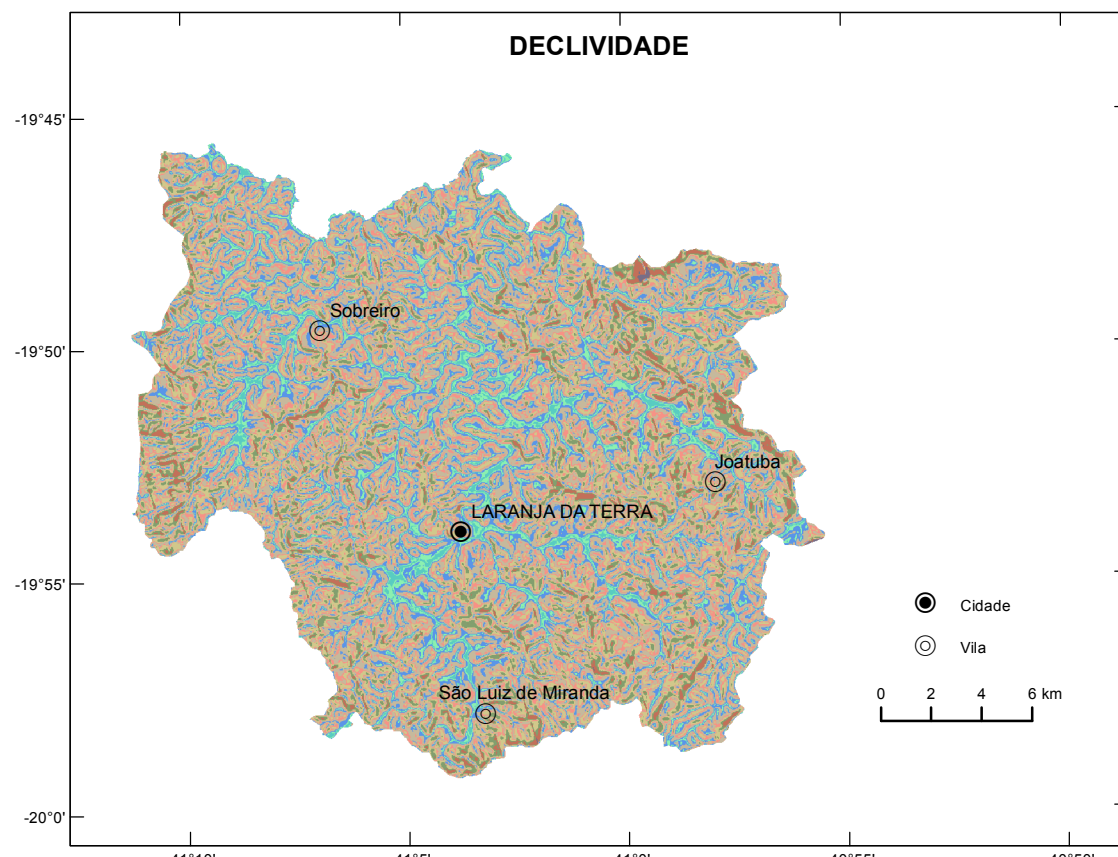 DECLIVIDADE
-19°45'
Sobreiro
-19°50'
Joatuba
LARANJA DA TERRA
-19°55'
Cidade
Vila
São Luiz de Miranda
0 2 4 6 km
-20°0'